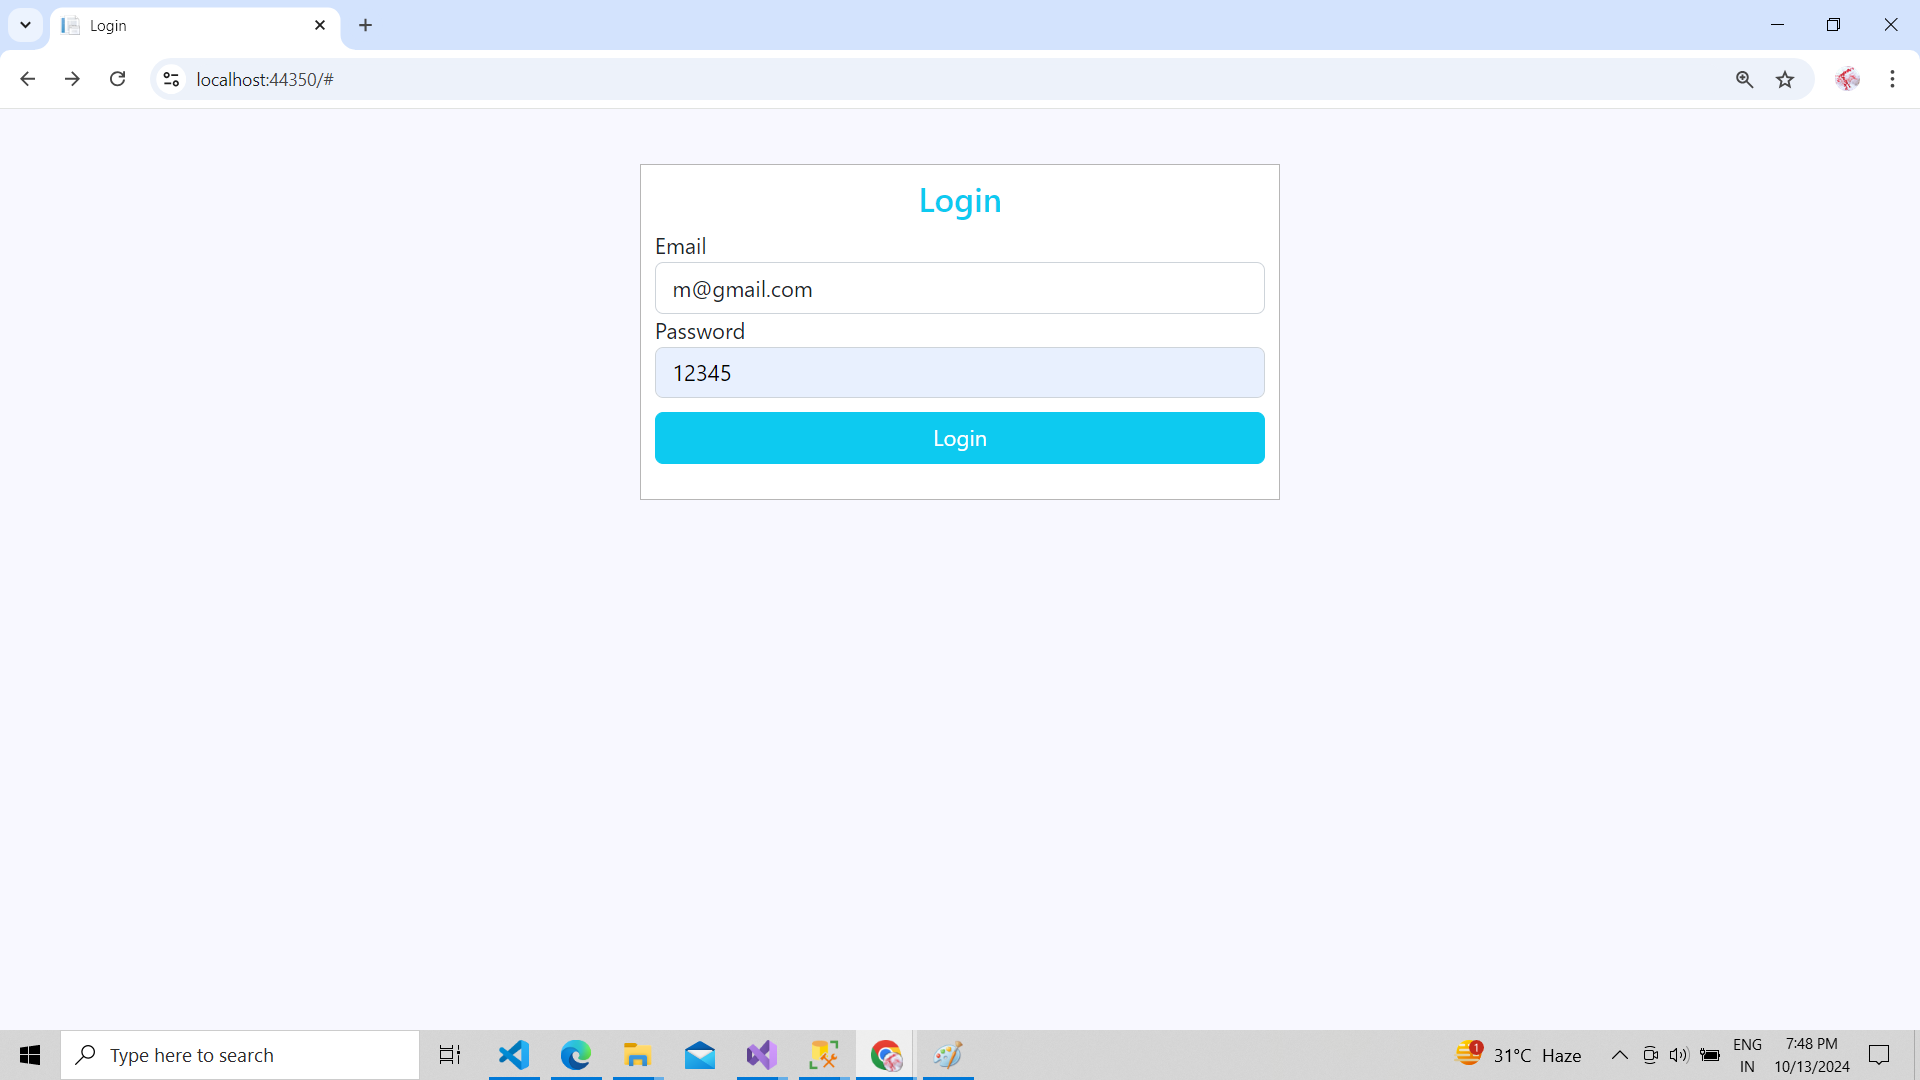 Login
localhost:44350/#
Login
Email
m@gmail.com
Password
12345
Login
Type here to search
1
31°C Haze
ENG
IN
7:48 PM
10/13/2024